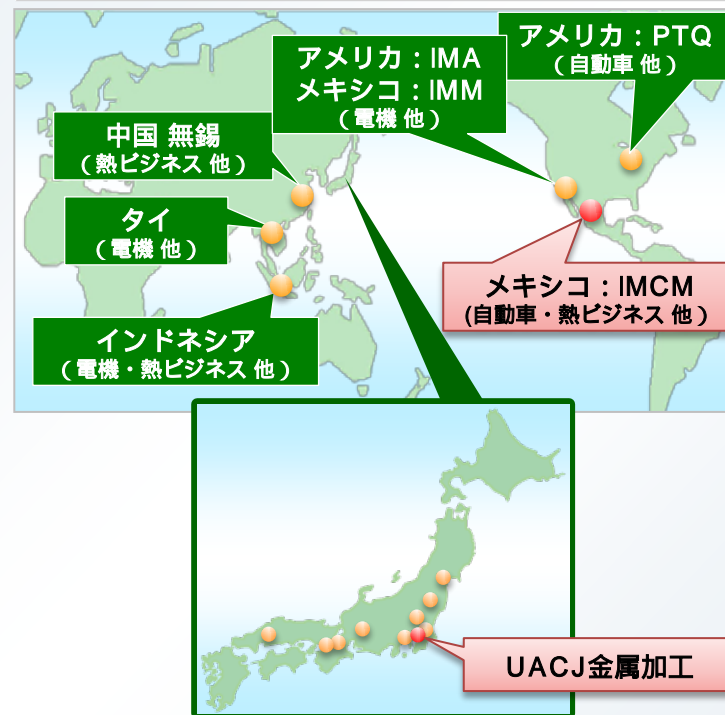 アメリカ：PTQ
（自動車 他）
アメリカ：IMA
メキシコ：IMM
（電機 他）
中国 無錫
（熱ビジネス 他）
タイ
（電機 他）
メキシコ：IMCM
(自動車・熱ビジネス 他）
インドネシア
（電機・熱ビジネス 他）
UACJ金属加工